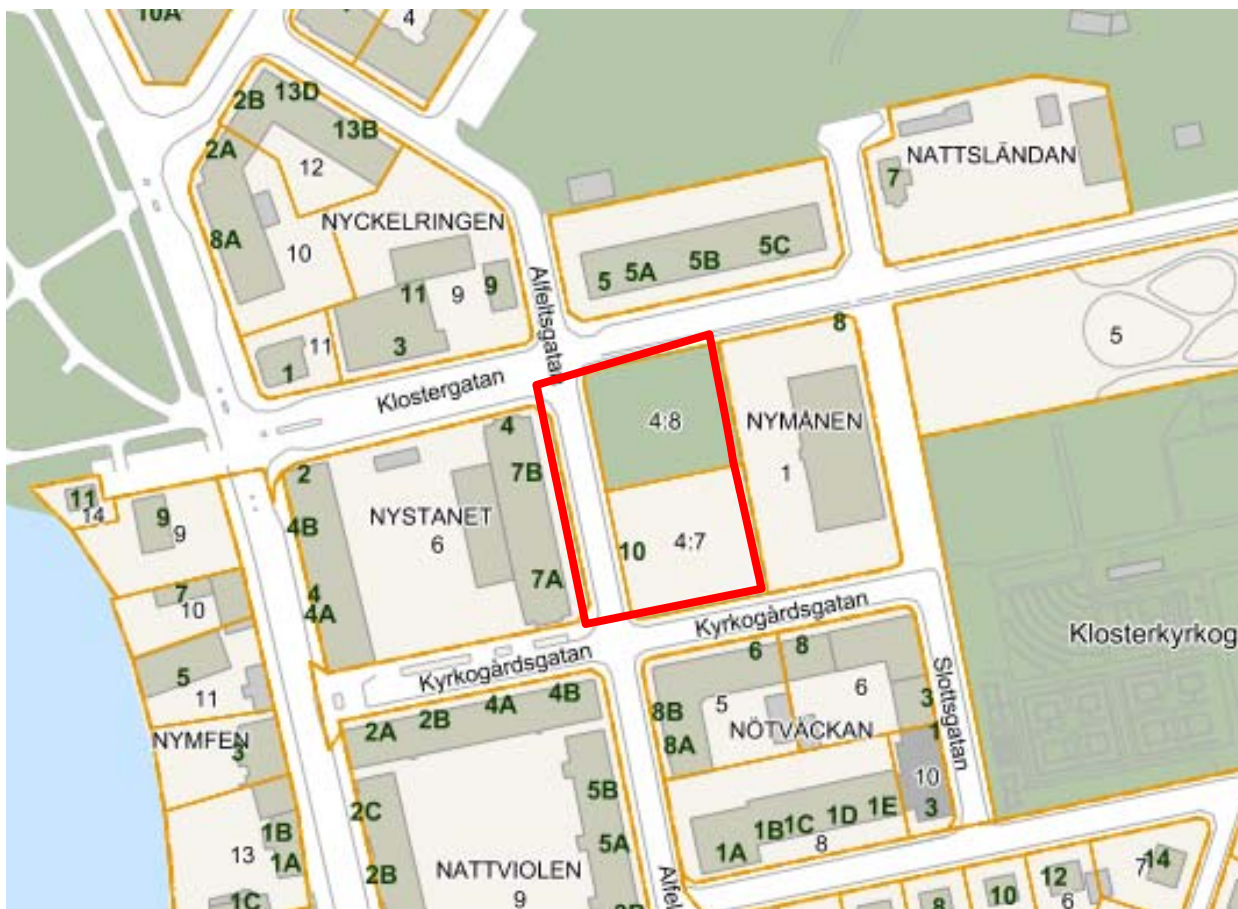 10A
4
2B
13D
13B
2A
12
NYCKELRINGEN
8A
10
11
9
9
3
1
11
Alfeltsgatan
Klostergatan
5
5A
5B
5C
NATTSLÄNDAN
7
8
5
4:8
NYMÅNEN
1
4:7
10
4
7B
2
NYSTANET
6
4B
7A
4
4A
11
14
9
9
7
10
5
11
NYMFEN
3
13
1B
1A
1C
Kyrkogårdsgatan
Kyrkogårdsgatan
Klosterkyrkog
Slottsgatan
6
8
5
6
8B
8A
NÖTVÄCKAN
3
1
10
3
2A
2B
4A
4B
2C
2B
5B
5A
NATTVIOLEN
9
1A
1B
1C
1D
1E
8
8
10
12
6
7
14